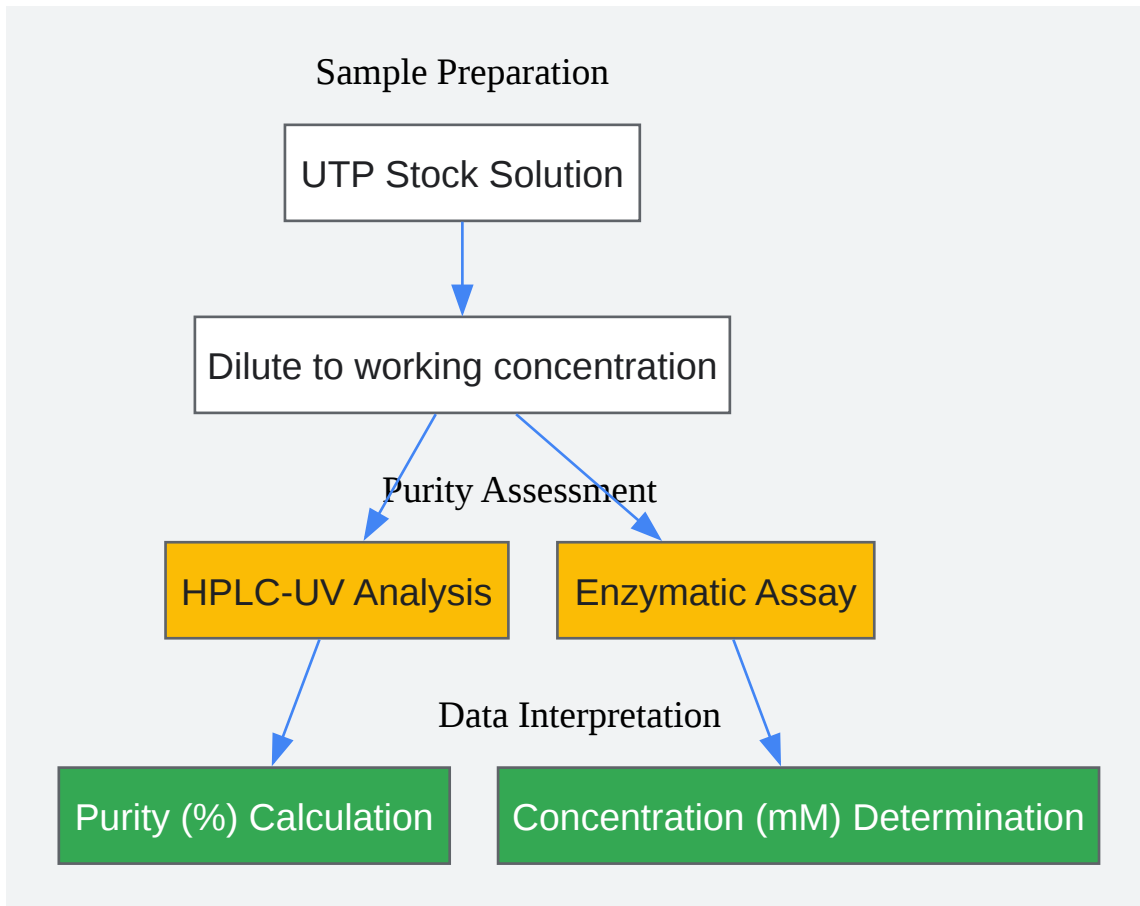 Sample Preparation
UTP Stock Solution
Dilute to working concentration
Purity Assessment
HPLC-UV Analysis
Enzymatic Assay
Data Interpretation
Purity (%) Calculation
Concentration (mM) Determination